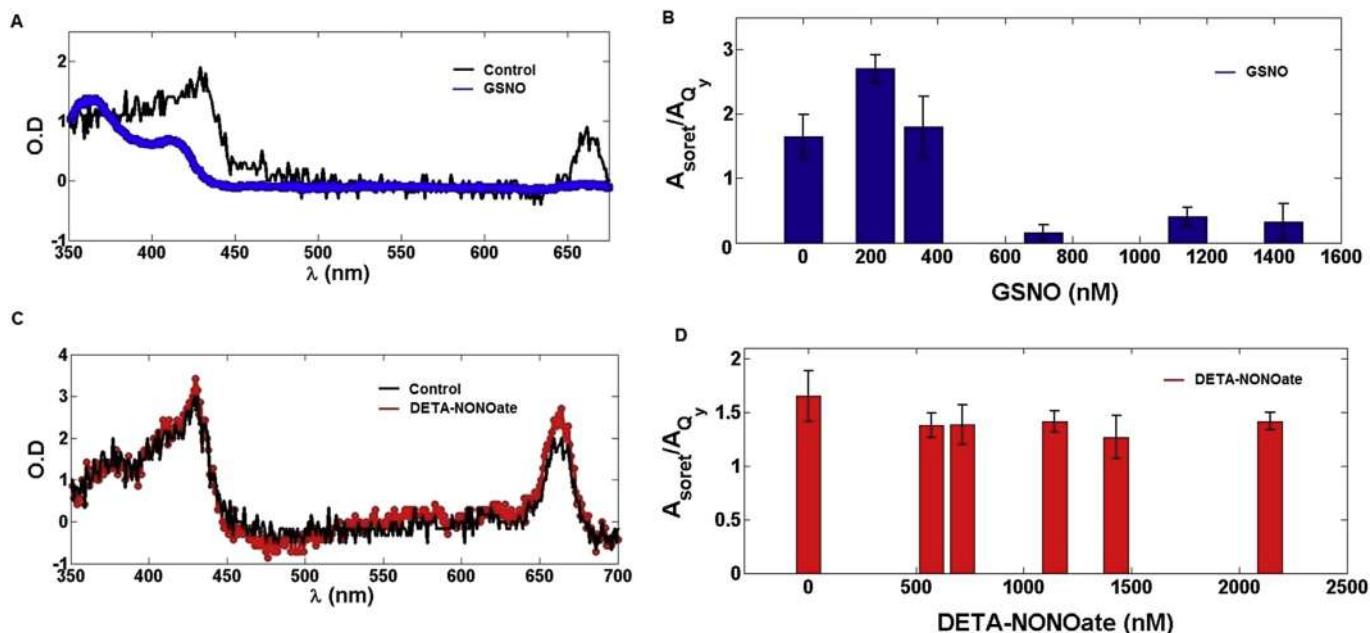 A
2
1
0
-1
O.D
Control
GSNO
350 400 450 500 550 600 650
λ (nm)
B
3
2
1
0
A_soret/A_Q_y
GSNO
0 200 400 600 800 1000 1200 1400 1600
GSNO (nM)
C
4
3
2
1
0
-1
O.D
Control
DETA-NONOate
350 400 450 500 550 600 650 700
λ (nm)
D
2
1.5
1
0.5
0
A_soret/A_Q_y
DETA-NONOate
0 500 1000 1500 2000 2500
DETA-NONOate (nM)